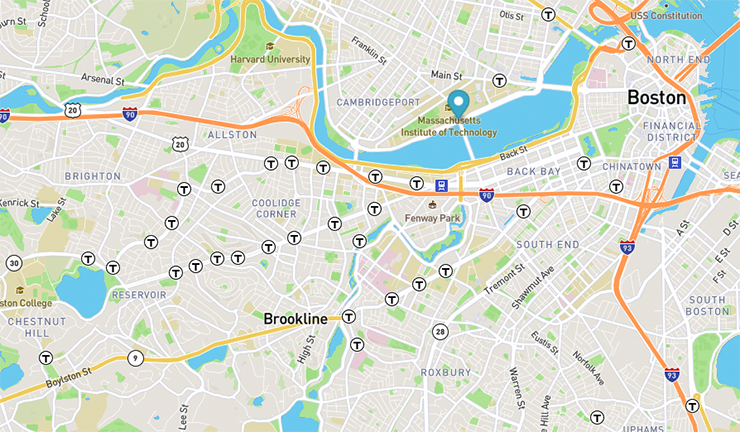 Otis St
USS Constitution
Franklin St
NORTH END
Harvard University
Main St
Arsenal St
20
CAMBRIDGEPORT
Boston
90
90
Massachusetts
Institute of Technology
FINANCIAL
DISTRICT
ALLSTON
20
Back St
BACK BAY
CHINATOWN
BRIGHTON
90
Kenrick St
Lake St
COOLIDGE
CORNER
Fenway Park
A St
D St
E St
F St
SOUTH END
93
30
Tremont St
Shawmut Ave
ston College
RESERVOIR
SOUTH
BOSTON
CHESTNUT
HILL
Brookline
28
High St
Eustis St
9
Norfolk Ave
Boylston St
ROXBURY
Warren St
93
Lee St
e Hill Ave
UPHAMS
T